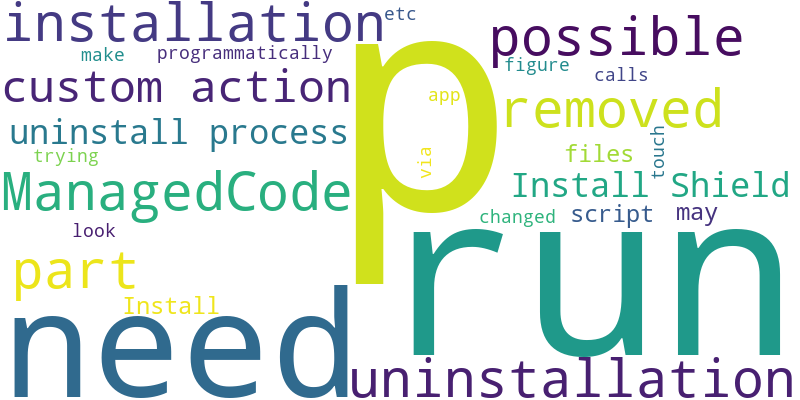 installation
etc
possible
make
programmatically
p
figure
calls
custom action
app
removed
uninstall process
via
touch
trying
files
ManagedCode
Install Shield
look
changed
script
may
part
run
Install
need
uninstallation